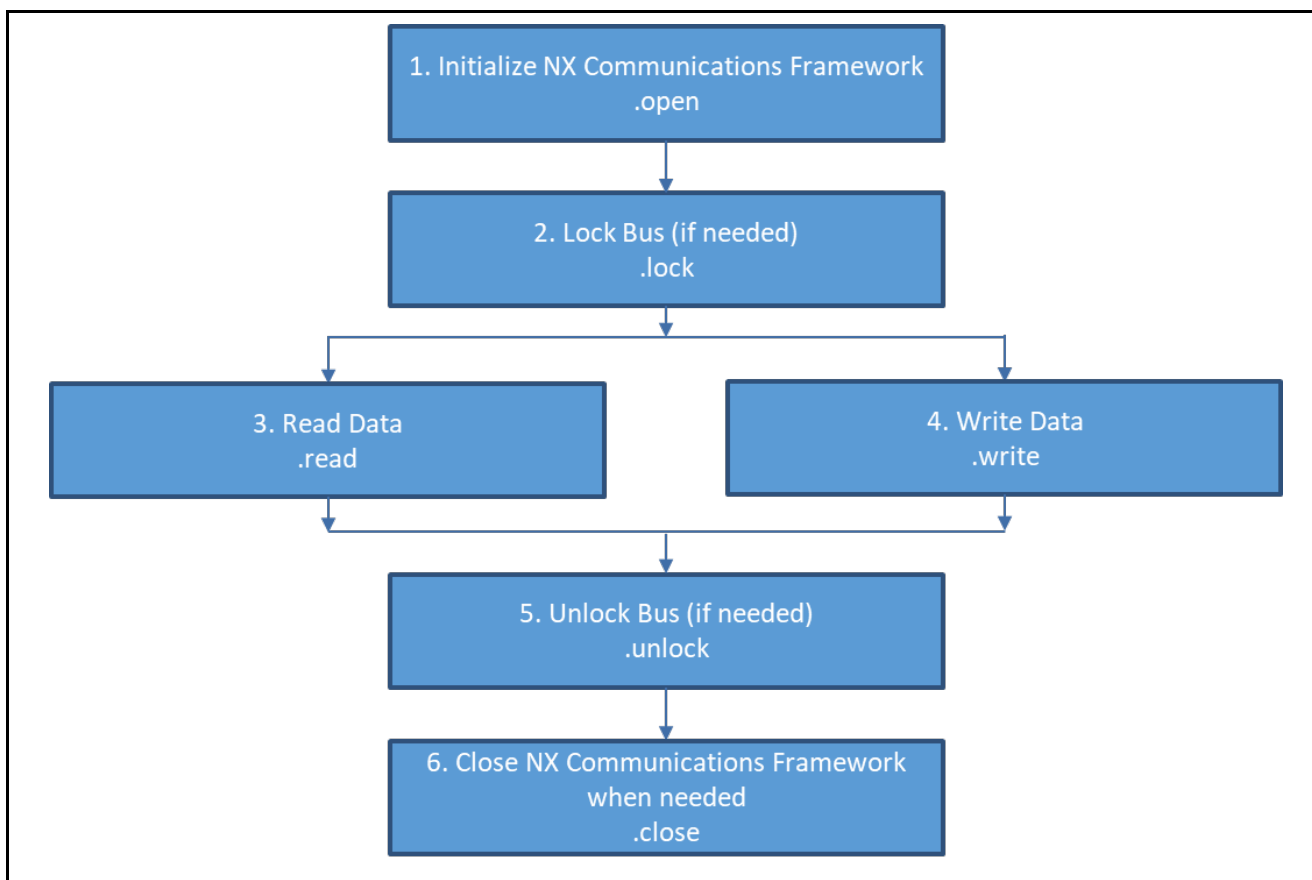 1. Initialize NX Communications Framework
.open
2. Lock Bus (if needed)
.lock
3. Read Data
.read
4. Write Data
.write
5. Unlock Bus (if needed)
.unlock
6. Close NX Communications Framework
when needed
.close